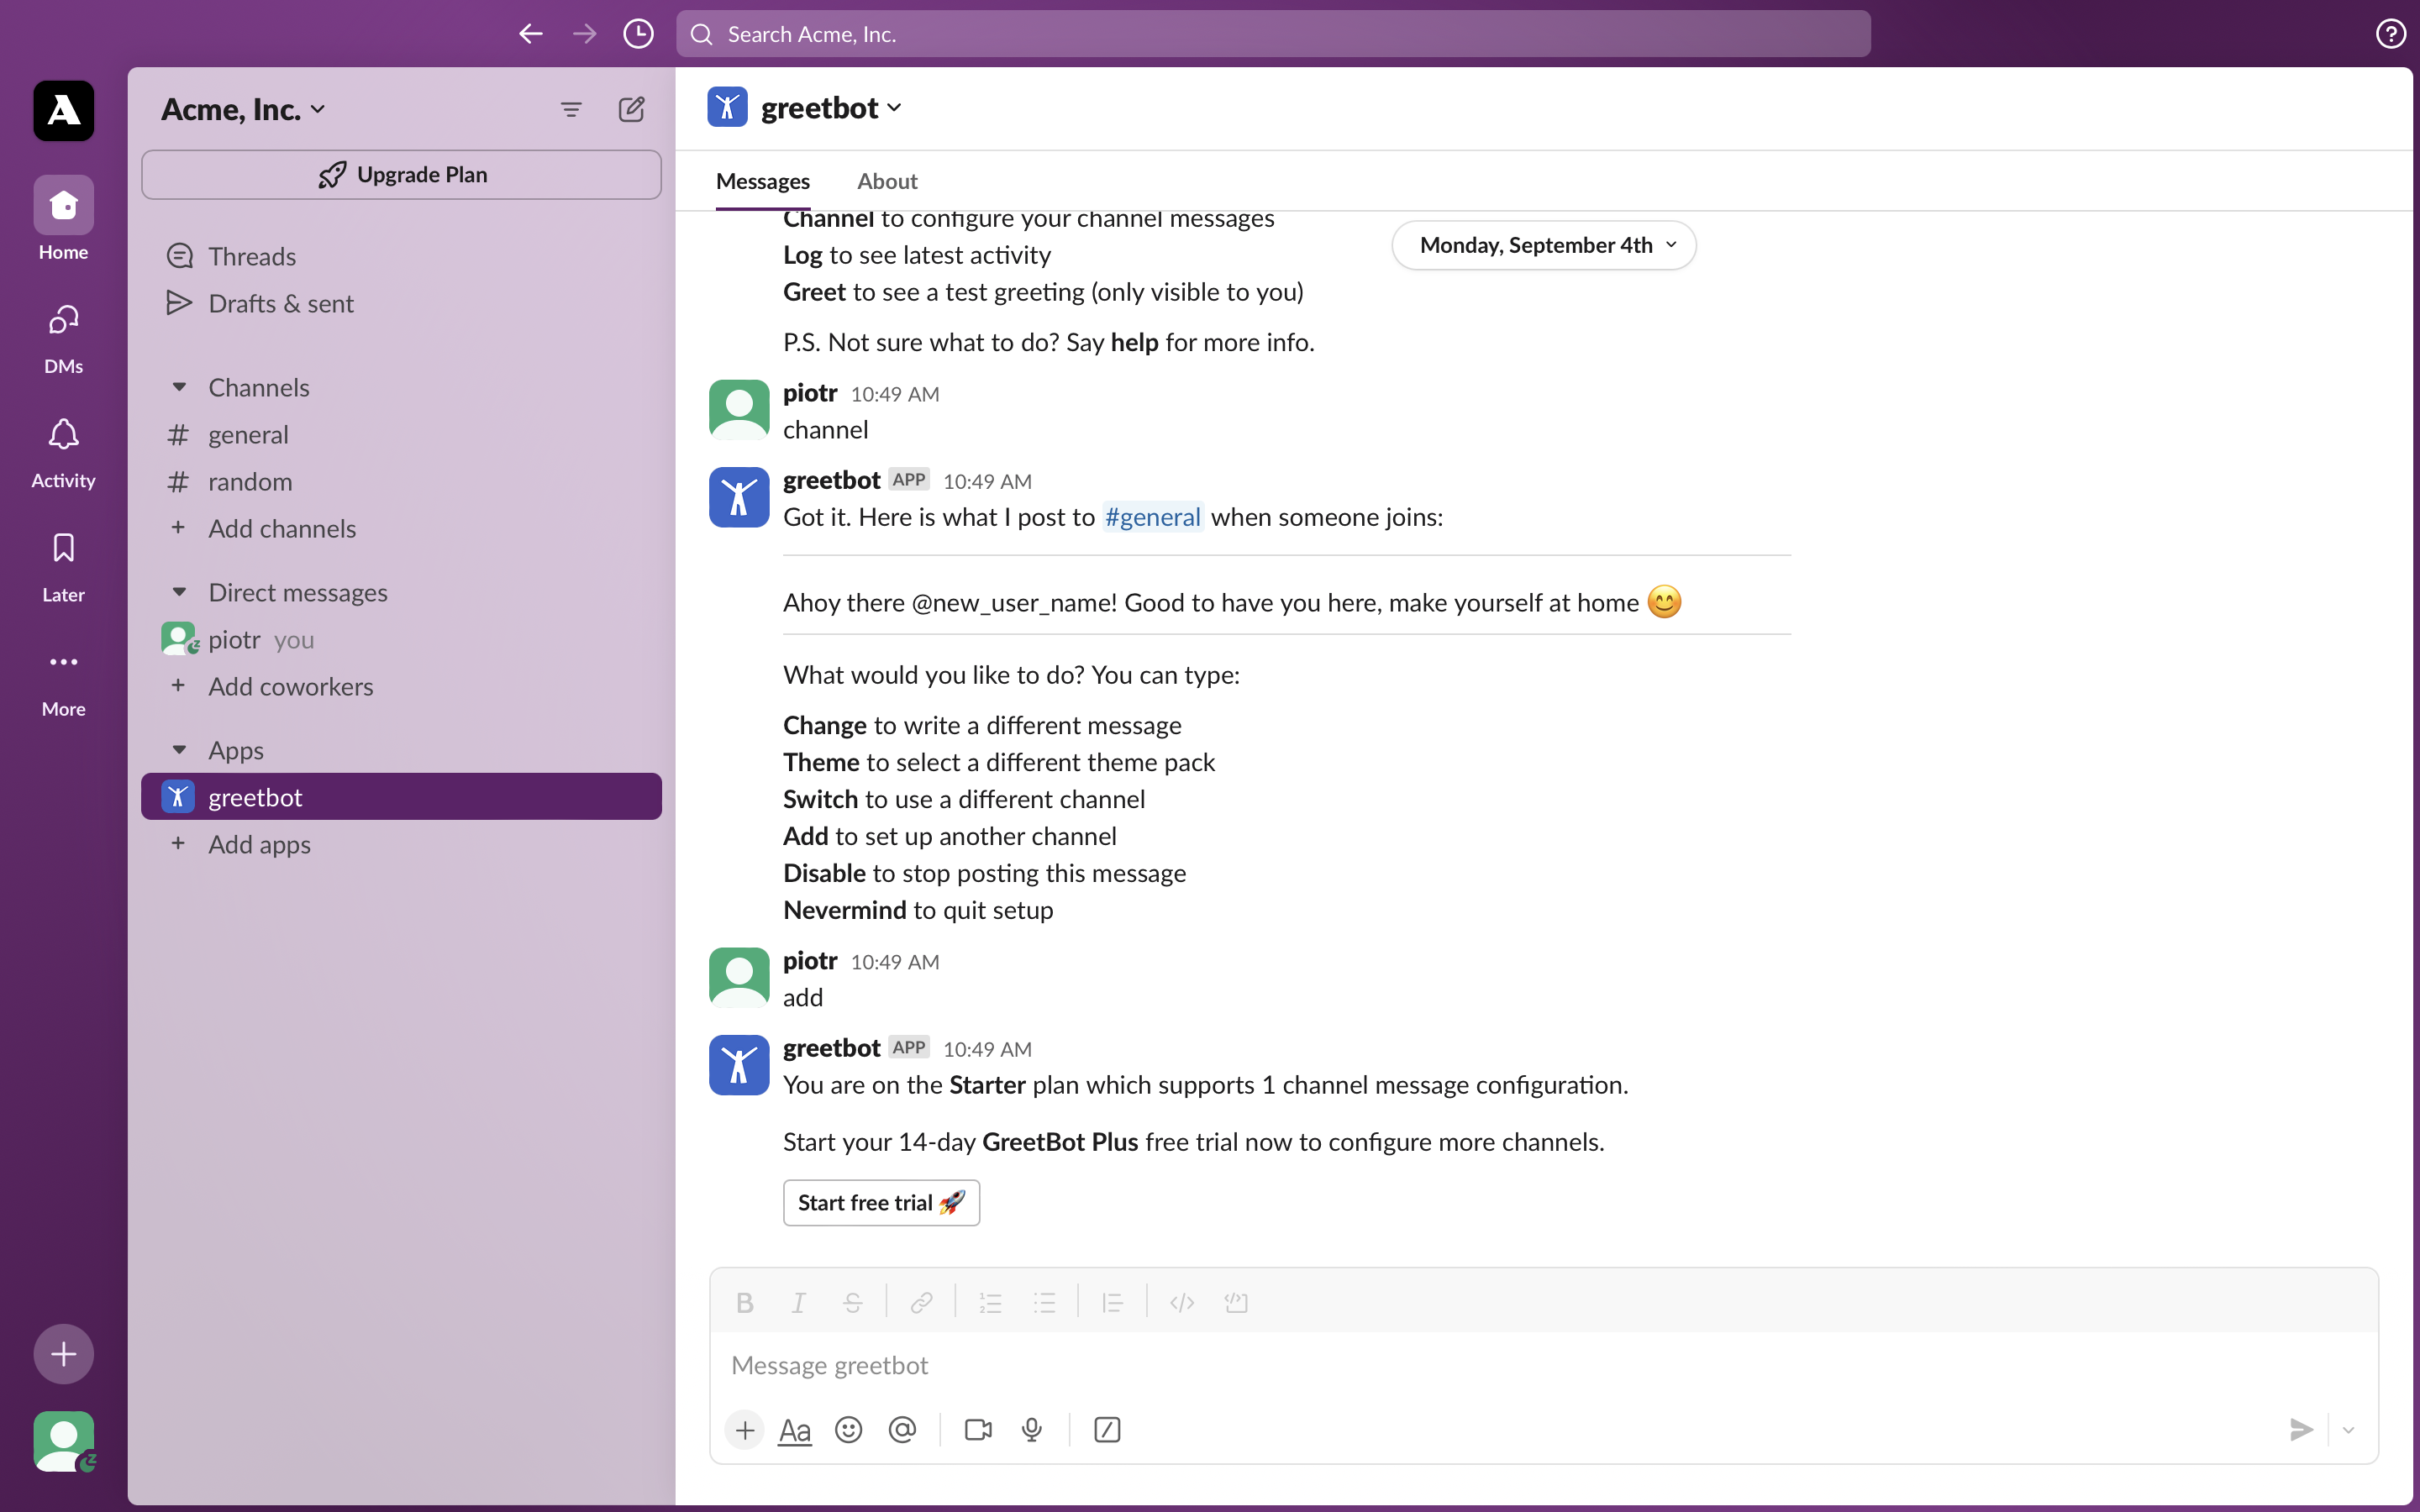 Search Acme, Inc.
Acme, Inc.
Upgrade Plan
Home
DMs
Activity
Later
More
Threads
Drafts & sent
Channels
# general
# random
+ Add channels
Direct messages
piotr you
+ Add coworkers
Apps
greetbot
+ Add apps
greetbot
Messages About
Channel to configure your channel messages
Monday, September 4th
Log to see latest activity
Greet to see a test greeting (only visible to you)
P.S. Not sure what to do? Say help for more info.
piotr 10:49 AM
channel
greetbot APP 10:49 AM
Got it. Here is what I post to #general when someone joins:
Ahoy there @new_user_name! Good to have you here, make yourself at home 😊
What would you like to do? You can type:
Change to write a different message
Theme to select a different theme pack
Switch to use a different channel
Add to set up another channel
Disable to stop posting this message
Nevermind to quit setup
piotr 10:49 AM
add
greetbot APP 10:49 AM
You are on the Starter plan which supports 1 channel message configuration.
Start your 14-day GreetBot Plus free trial now to configure more channels.
Start free trial 🚀
Message greetbot
Aa